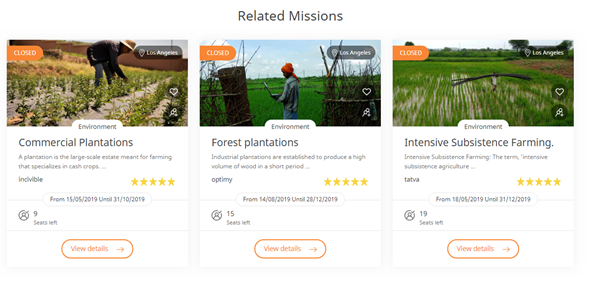 Related Missions
CLOSED
Los Angeles
Environment
Commercial Plantations
A plantation is the large-scale estate meant for farming
that specializes in cash crops. ...
incivible
From 15/05/2019 Until 31/10/2019
9
Seats left
View details
CLOSED
Los Angeles
Environment
Forest plantations
Industrial plantations are established to produce a high
volume of wood in a short period ...
optimy
From 14/08/2019 Until 28/12/2019
15
Seats left
View details
CLOSED
Los Angeles
Environment
Intensive Subsistence Farming.
Intensive Subsistence Farming: The term, 'intensive
subsistence agriculture ...
tatva
From 18/05/2019 Until 31/12/2019
19
Seats left
View details